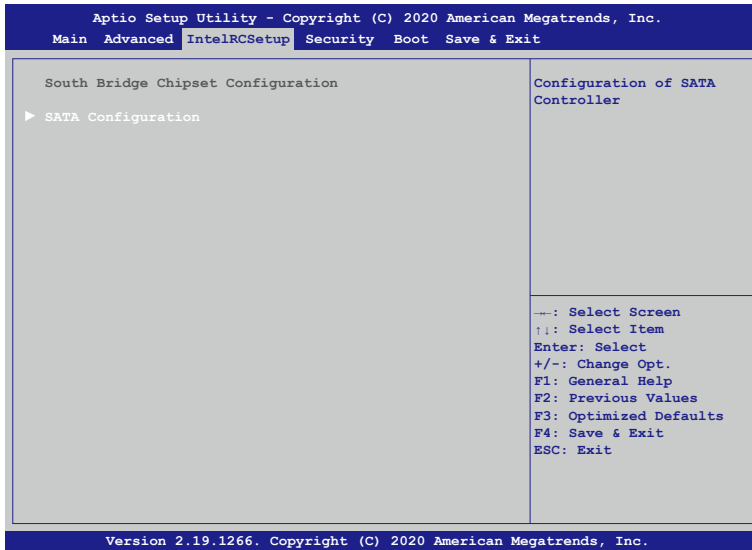 Aptio Setup Utility - Copyright (C) 2020 American Megatrends, Inc.
Main Advanced IntelRCSetup Security Boot Save & Exit
South Bridge Chipset Configuration
► SATA Configuration
Configuration of SATA
Controller
→←: Select Screen
↑↓: Select Item
Enter: Select
+/-: Change Opt.
F1: General Help
F2: Previous Values
F3: Optimized Defaults
F4: Save & Exit
ESC: Exit
Version 2.19.1266. Copyright (C) 2020 American Megatrends, Inc.